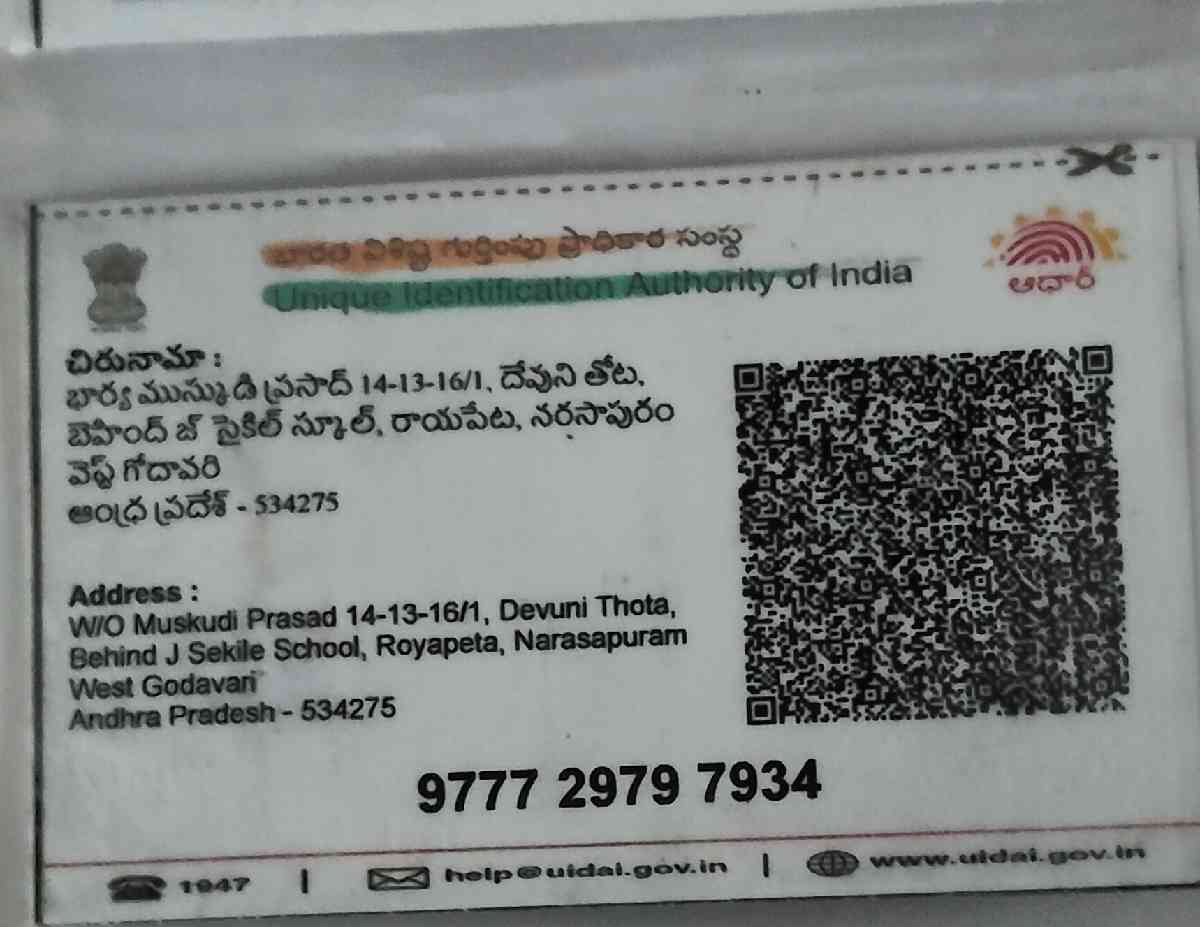 భారత విశిష్ట గుర్తింపు ప్రాధికార సంస్థ
Unique Identification Authority of India
ఆధార్
చిరునామా :
భార్య ముస్కుడి ప్రసాద్ 14-13-16/1, దేవుని తోట,
బెహింద్ జ్ సైకిల్ స్కూల్, రాయపేట, నర్సాపురం
వెస్ట్ గోదావరి
ఆంధ్ర ప్రదేశ్ - 534275
Address :
W/O Muskudi Prasad 14-13-16/1, Devuni Thota,
Behind J Sekile School, Royapeta, Narasapuram
West Godavari
Andhra Pradesh - 534275
9777 2979 7934
1947 | help@uidai.gov.in | www.uidai.gov.in